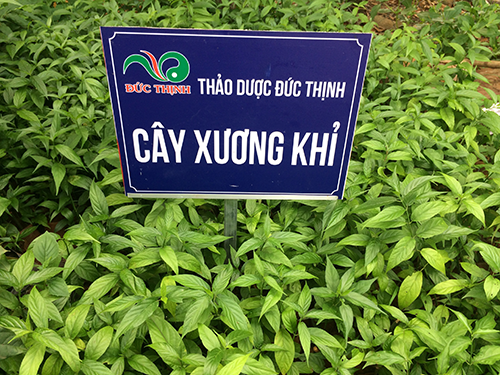 ĐỨC THỊNH
THẢO DƯỢC ĐỨC THỊNH
CÂY XƯƠNG KHỈ